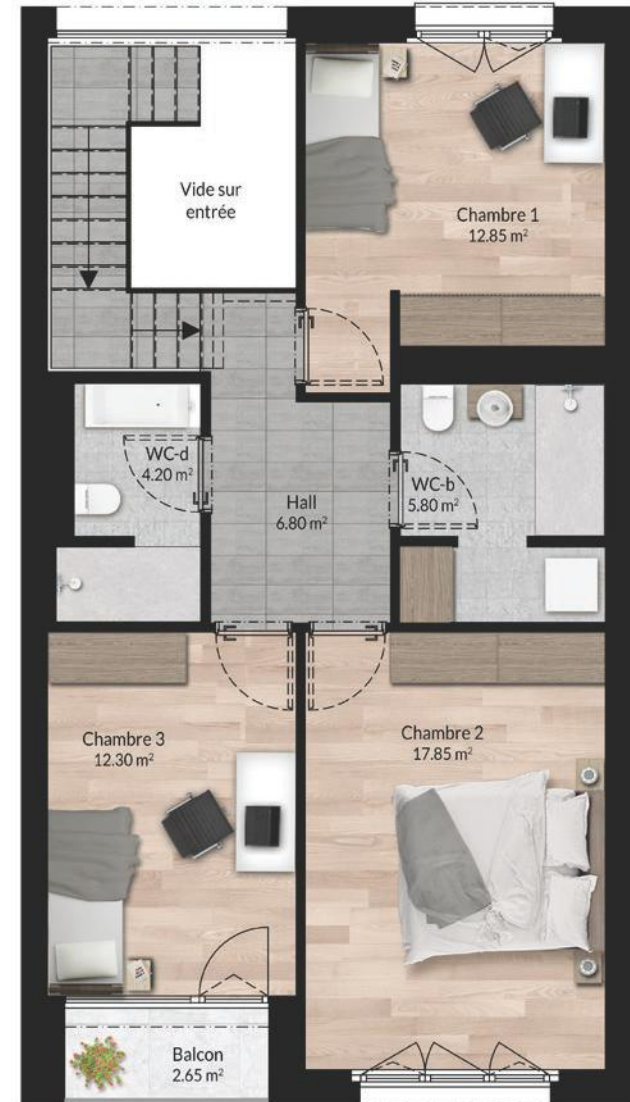 Vide sur
entrée
Chambre 1
12.85 m²
WC-d
4.20 m²
Hall
6.80 m²
WC-b
5.80 m²
Chambre 3
12.30 m²
Chambre 2
17.85 m²
Balcon
2.65 m²